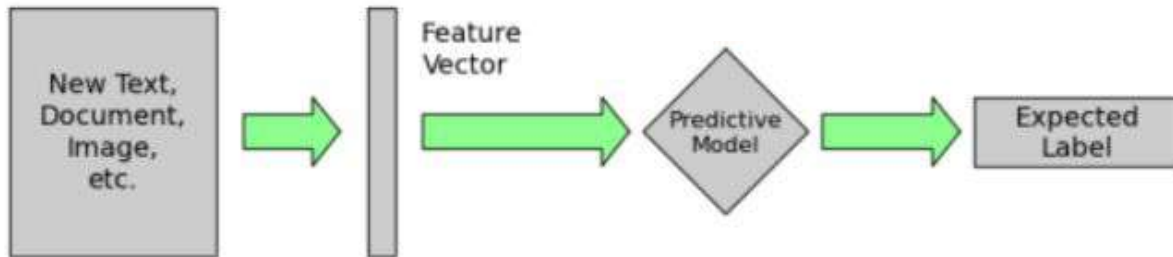 New Text,
Document,
Image,
etc.
Feature
Vector
Predictive
Model
Expected
Label